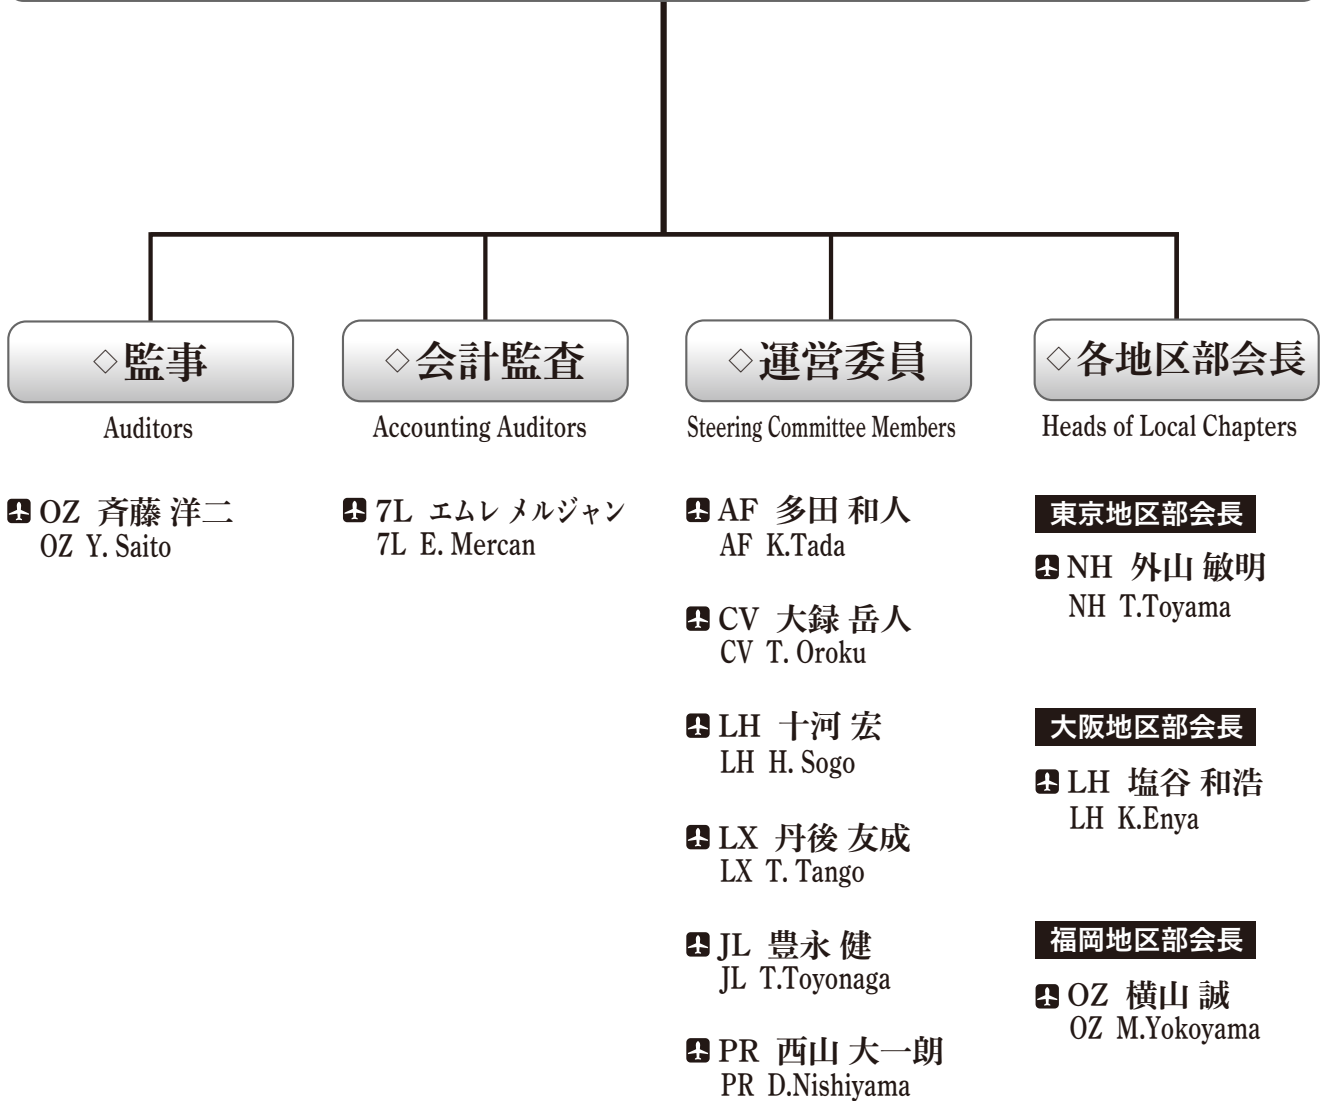 ◇監事
Auditors
OZ 斉藤 洋二
OZ Y. Saito
◇会計監査
Accounting Auditors
7L エムレ メルジャン
7L E. Mercan
◇運営委員
Steering Committee Members
AF 多田 和人
AF K.Tada
CV 大録 岳人
CV T. Oroku
LH 十河 宏
LH H. Sogo
LX 丹後 友成
LX T. Tango
JL 豊永 健
JL T.Toyonaga
PR 西山 大一朗
PR D.Nishiyama
◇各地区部会長
Heads of Local Chapters
東京地区部会長
NH 外山 敏明
NH T.Toyama
大阪地区部会長
LH 塩谷 和浩
LH K.Enya
福岡地区部会長
OZ 横山 誠
OZ M.Yokoyama